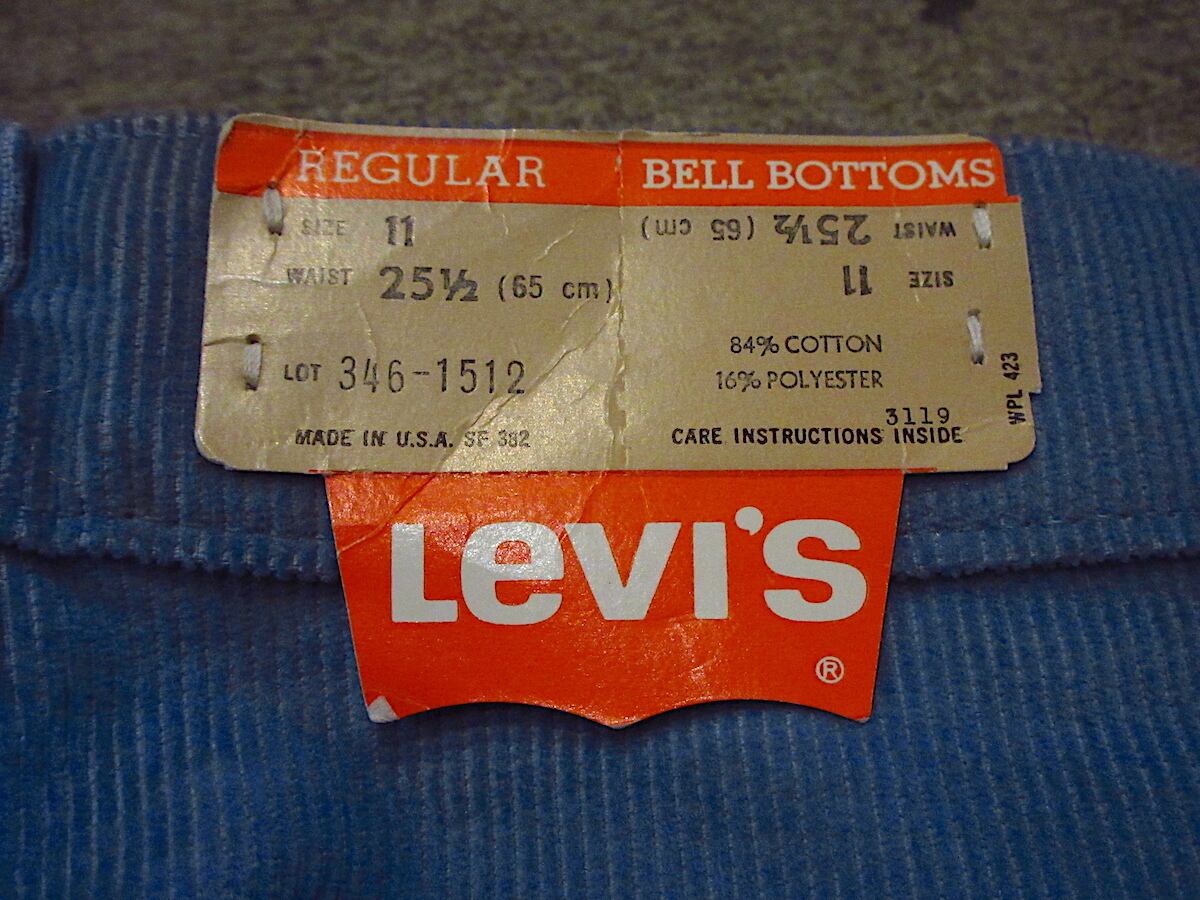 REGULAR
SIZE 11
WAIST 25½ (65 cm)
LOT 346-1512
MADE IN U.S.A. SF 382
BELL BOTTOMS
WAIST 25½ (65 cm)
SIZE 11
84% COTTON
16% POLYESTER
3119
CARE INSTRUCTIONS INSIDE
WPL 423
LEVI'S
®